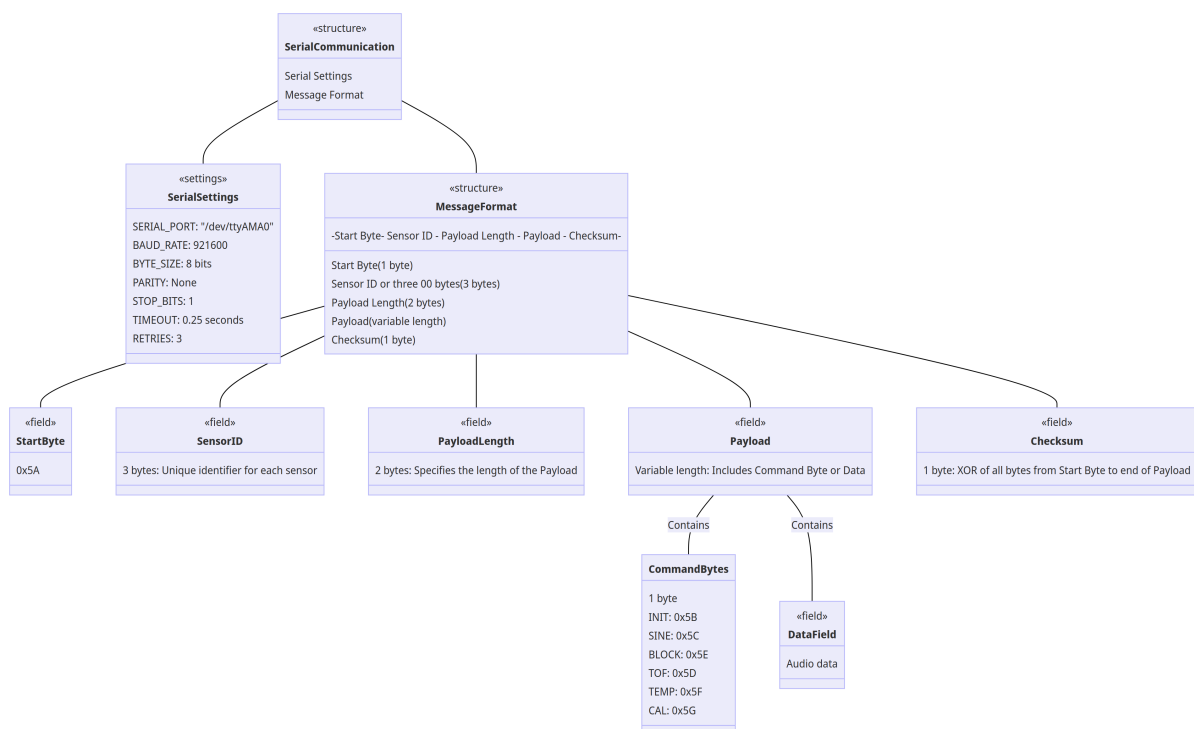 «structure»
SerialCommunication
Serial Settings
Message Format
«settings»
SerialSettings
SERIAL_PORT: "/dev/ttyAMA0"
BAUD_RATE: 921600
BYTE_SIZE: 8 bits
PARITY: None
STOP_BITS: 1
TIMEOUT: 0.25 seconds
RETRIES: 3
«structure»
MessageFormat
-Start Byte- Sensor ID - Payload Length - Payload - Checksum-
Start Byte(1 byte)
Sensor ID or three 00 bytes(3 bytes)
Payload Length(2 bytes)
Payload(variable length)
Checksum(1 byte)
«field»
StartByte
0x5A
«field»
SensorID
3 bytes: Unique identifier for each sensor
«field»
PayloadLength
2 bytes: Specifies the length of the Payload
«field»
Payload
Variable length: Includes Command Byte or Data
«field»
Checksum
1 byte: XOR of all bytes from Start Byte to end of Payload
Contains
Contains
CommandBytes
1 byte
INIT: 0x5B
SINE: 0x5C
BLOCK: 0x5E
TOF: 0x5D
TEMP: 0x5F
CAL: 0x5G
«field»
DataField
Audio data